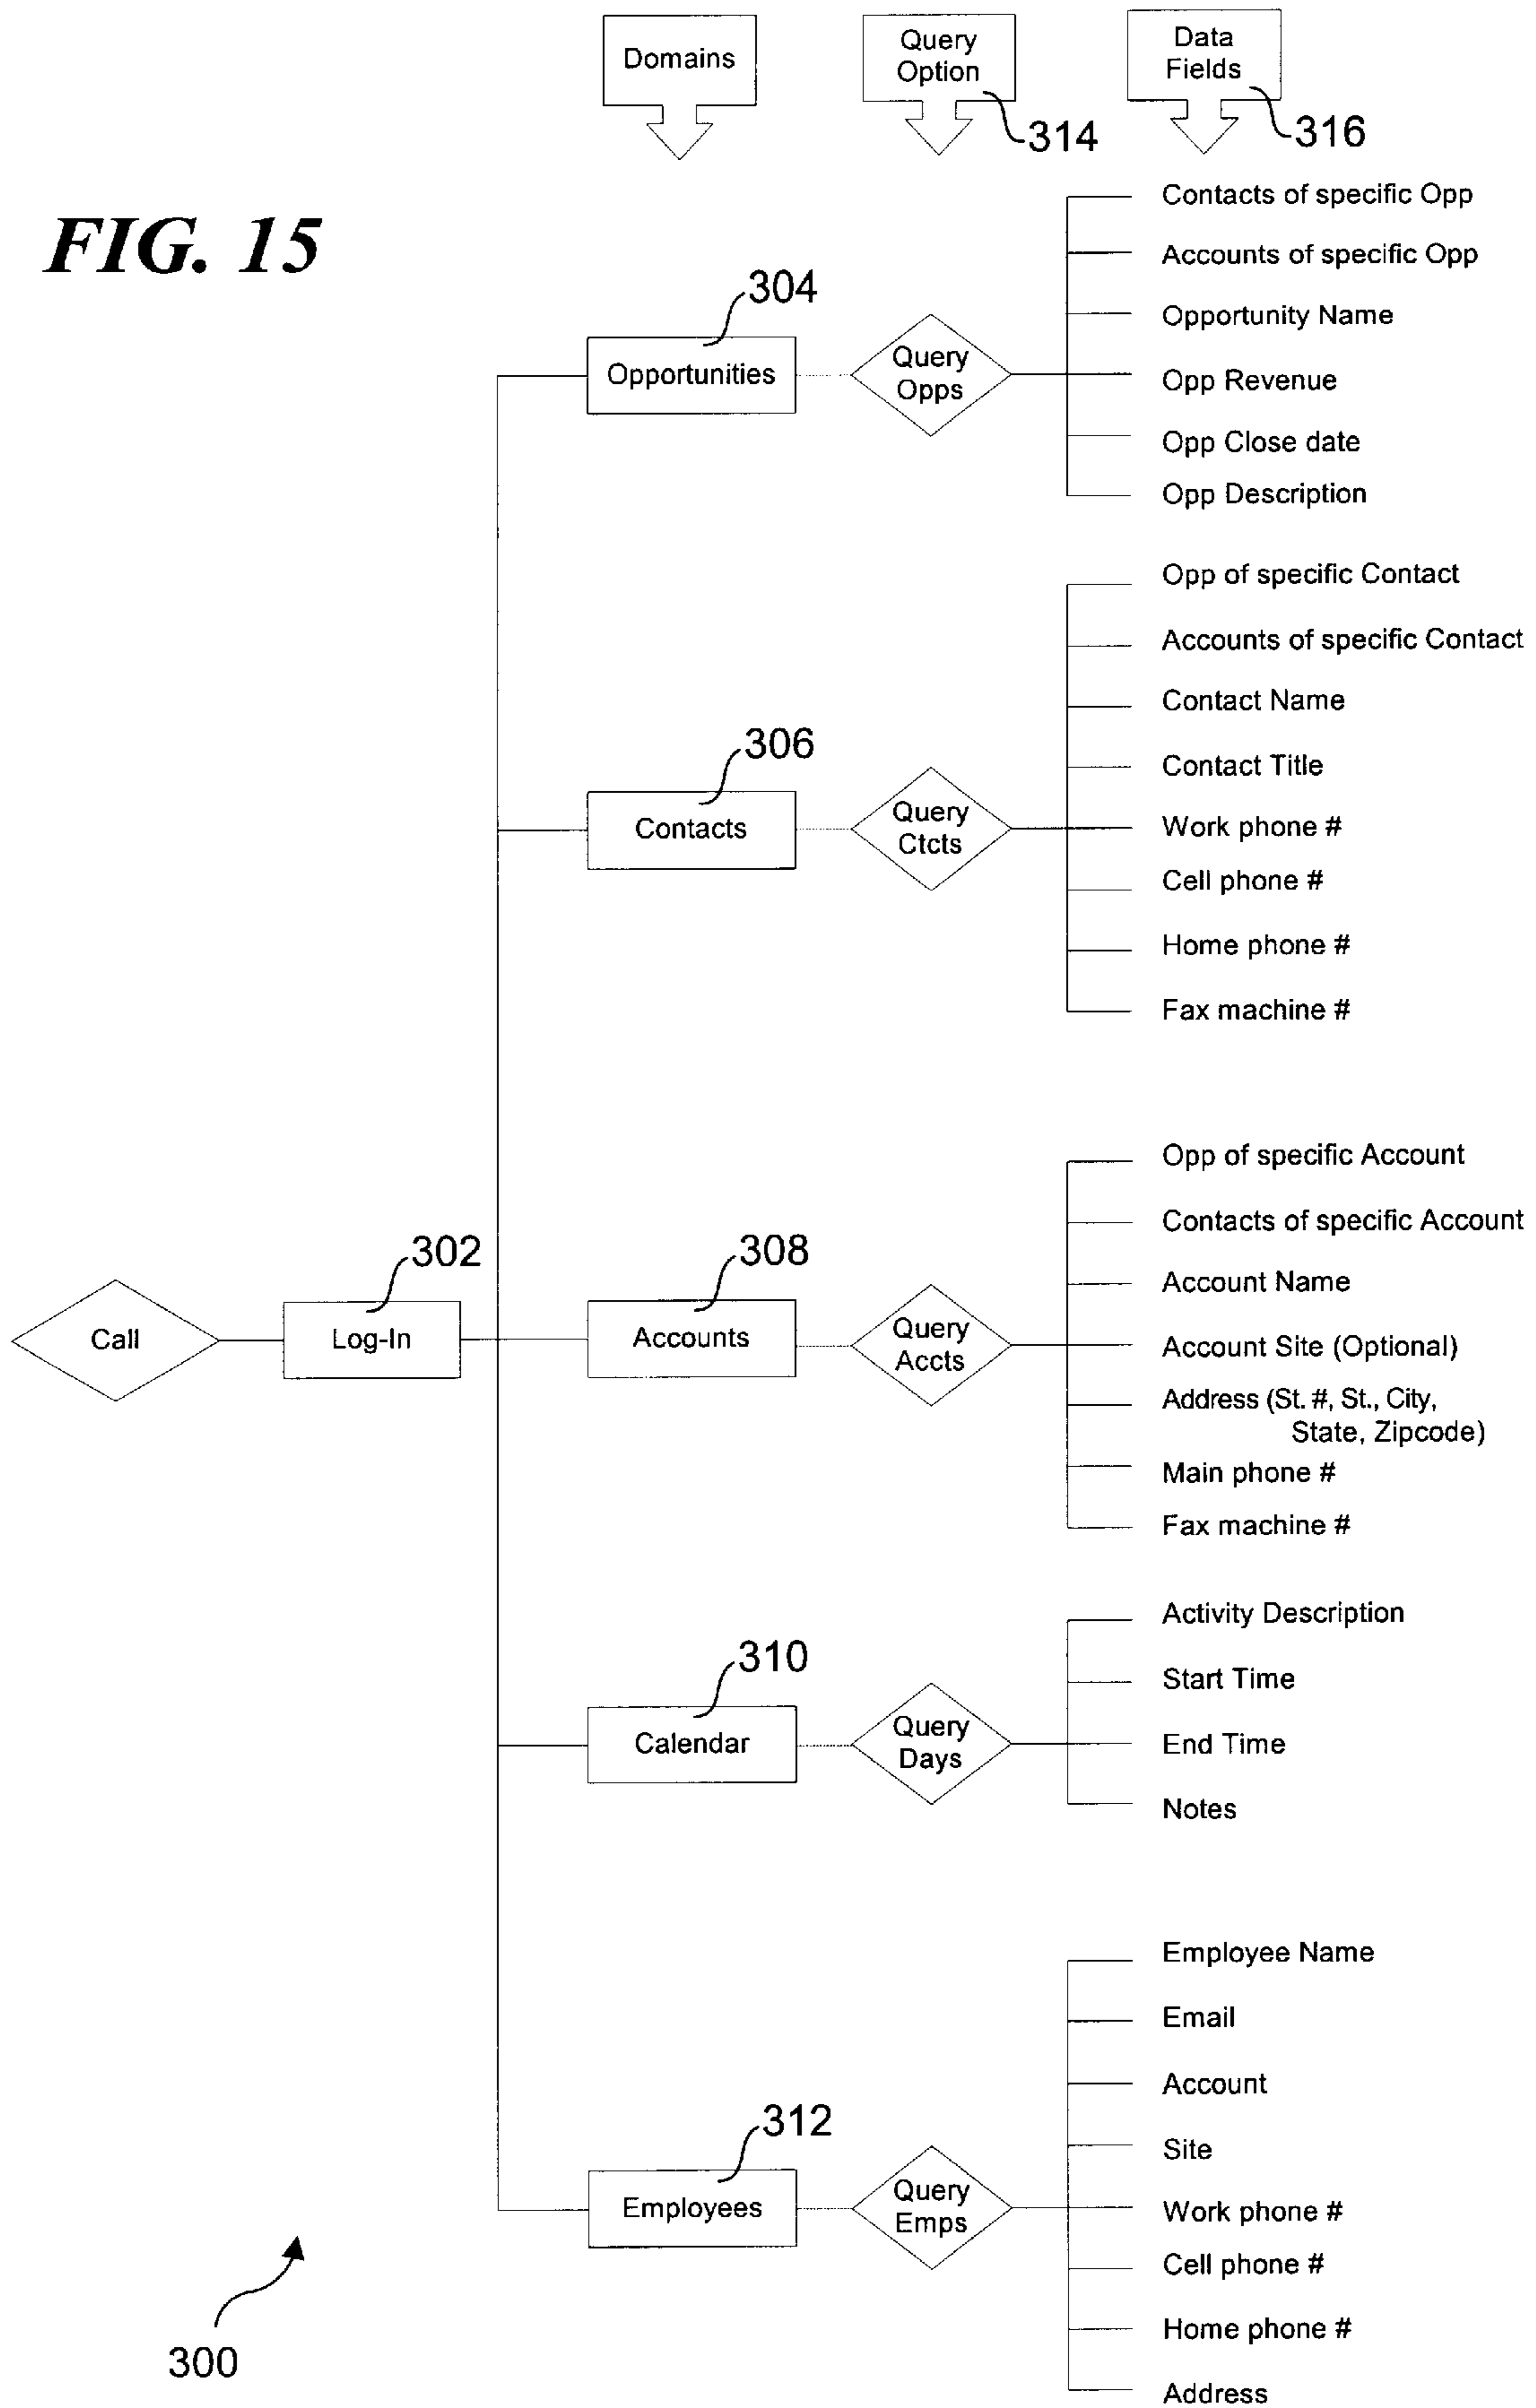 Domains
Query
Option
314
Data
Fields
316
FIG. 15
Contacts of specific Opp
Accounts of specific Opp
Opportunity Name
304
Opportunities
Query
Opps
Opp Revenue
Opp Close date
Opp Description
Opp of specific Contact
Accounts of specific Contact
Contact Name
Contact Title
306
Contacts
Query
Ctcts
Work phone #
Cell phone #
Home phone #
Fax machine #
Opp of specific Account
Contacts of specific Account
Account Name
Call
302
Log-In
308
Accounts
Query
Accts
Account Site (Optional)
Address (St. #, St., City,
State, Zipcode)
Main phone #
Fax machine #
Activity Description
Start Time
310
Calendar
Query
Days
End Time
Notes
Employee Name
Email
Account
Site
312
Employees
Query
Emps
Work phone #
Cell phone #
Home phone #
Address
300